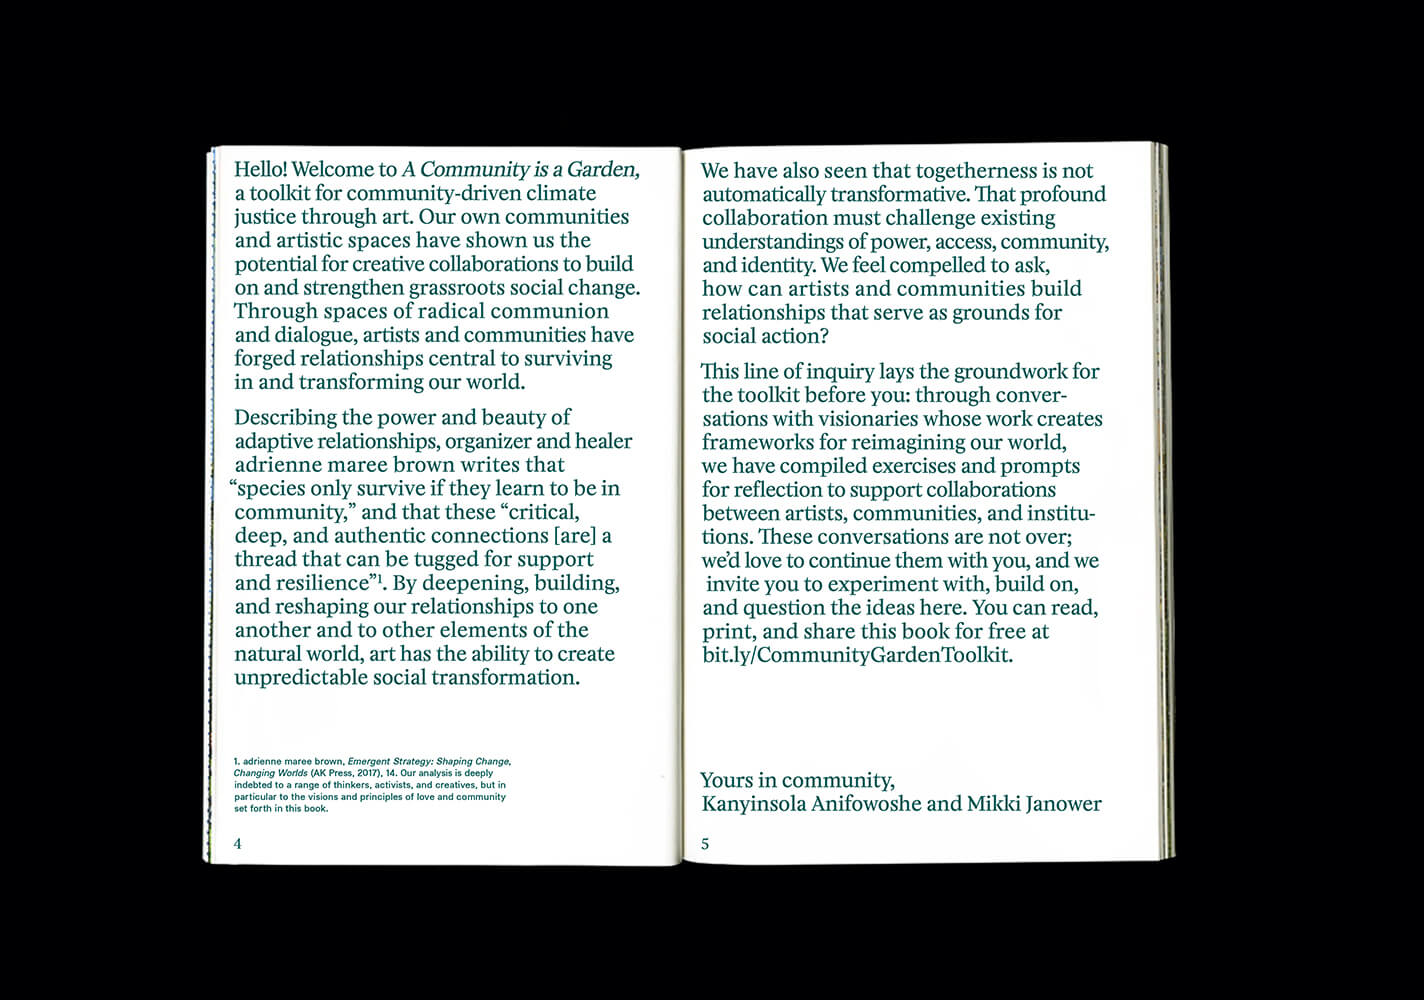 Hello! Welcome to A Community is a Garden,
a toolkit for community-driven climate
justice through art. Our own communities
and artistic spaces have shown us the
potential for creative collaborations to build
on and strengthen grassroots social change.
Through spaces of radical communion
and dialogue, artists and communities have
forged relationships central to surviving
in and transforming our world.
Describing the power and beauty of
adaptive relationships, organizer and healer
adrienne maree brown writes that
“species only survive if they learn to be in
community,” and that these “critical,
deep, and authentic connections [are] a
thread that can be tugged for support
and resilience”¹. By deepening, building,
and reshaping our relationships to one
another and to other elements of the
natural world, art has the ability to create
unpredictable social transformation.
1. adrienne maree brown, Emergent Strategy: Shaping Change,
Changing Worlds (AK Press, 2017), 14. Our analysis is deeply
indebted to a range of thinkers, activists, and creatives, but in
particular to the visions and principles of love and community
set forth in this book.
4
We have also seen that togetherness is not
automatically transformative. That profound
collaboration must challenge existing
understandings of power, access, community,
and identity. We feel compelled to ask,
how can artists and communities build
relationships that serve as grounds for
social action?
This line of inquiry lays the groundwork for
the toolkit before you: through conver-
sations with visionaries whose work creates
frameworks for reimagining our world,
we have compiled exercises and prompts
for reflection to support collaborations
between artists, communities, and institu-
tions. These conversations are not over;
we’d love to continue them with you, and we
invite you to experiment with, build on,
and question the ideas here. You can read,
print, and share this book for free at
bit.ly/CommunityGardenToolkit.
Yours in community,
Kanyinsola Anifowoshe and Mikki Janower
5